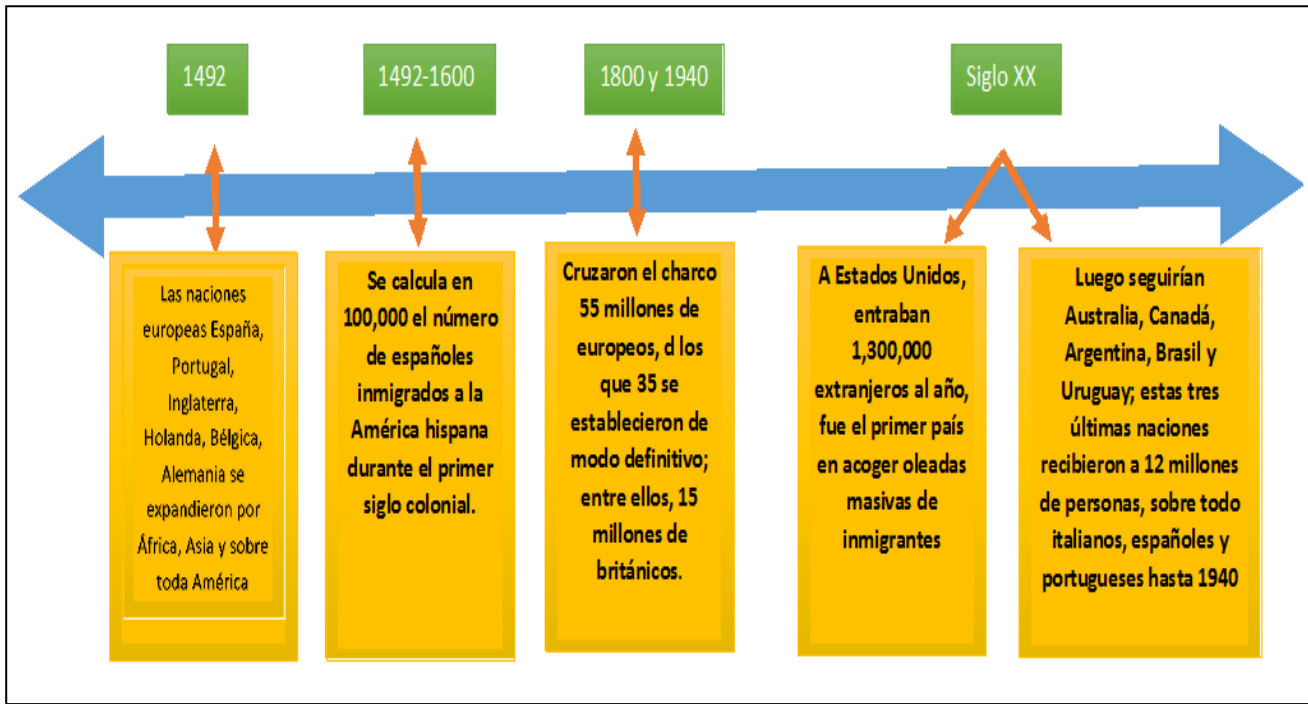 1492
1492-1600
1800 y 1940
Siglo XX
Las naciones
europeas España,
Portugal,
Inglaterra,
Holanda, Bélgica,
Alemania se
expandieron por
África, Asia y sobre
toda América
Se calcula en
100,000 el número
de españoles
inmigrados a la
América hispana
durante el primer
siglo colonial.
Cruzaron el charco
55 millones de
europeos, d los
que 35 se
establecieron de
modo definitivo;
entre ellos, 15
millones de
británicos.
A Estados Unidos,
entraban
1,300,000
extranjeros al año,
fue el primer país
en acoger oleadas
masivas de
inmigrantes
Luego seguirían
Australia, Canadá,
Argentina, Brasil y
Uruguay; estas tres
últimas naciones
recibieron a 12 millones
de personas, sobre todo
italianos, españoles y
portugueses hasta 1940